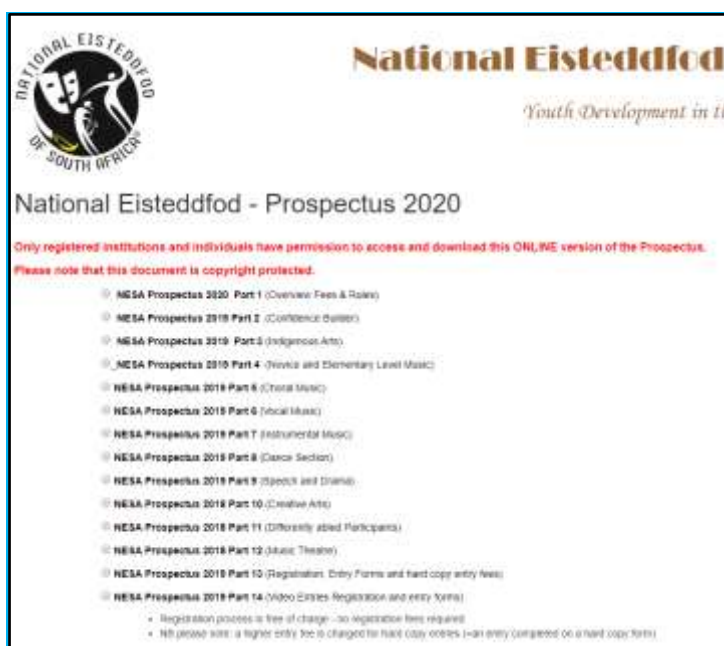 NATIONAL EISTEDDFOD
OF SOUTH AFRICA
National Eisteddfod
Youth Development in
National Eisteddfod - Prospectus 2020
Only registered institutions and individuals have permission to access and download this ONLINE version of the Prospectus.
Please note that this document is copyright protected.
NESA Prospectus 2020 Part 1 (Overview Fees & Rules)
NESA Prospectus 2019 Part 2 (Confidence Builder)
NESA Prospectus 2019 Part 3 (Indigenous Arts)
_NESA Prospectus 2019 Part 4 (Novice and Elementary Level Music)
NESA Prospectus 2019 Part 5 (Choral Music)
NESA Prospectus 2019 Part 6 (Vocal Music)
NESA Prospectus 2019 Part 7 (Instrumental Music)
NESA Prospectus 2019 Part 8 (Dance Section)
NESA Prospectus 2019 Part 9 (Speech and Drama)
NESA Prospectus 2019 Part 10 (Creative Arts)
NESA Prospectus 2019 Part 11 (Differently abled Participants)
NESA Prospectus 2019 Part 12 (Music Theatre)
NESA Prospectus 2019 Part 13 (Registration, Entry Forms and hard copy entry fees)
NESA Prospectus 2019 Part 14 (Video Entries Registration and entry forms)
Registration process is free of charge - no registration fees required
NB please note: a higher entry fee is charged for hard copy entries (=an entry completed on a hard copy form)